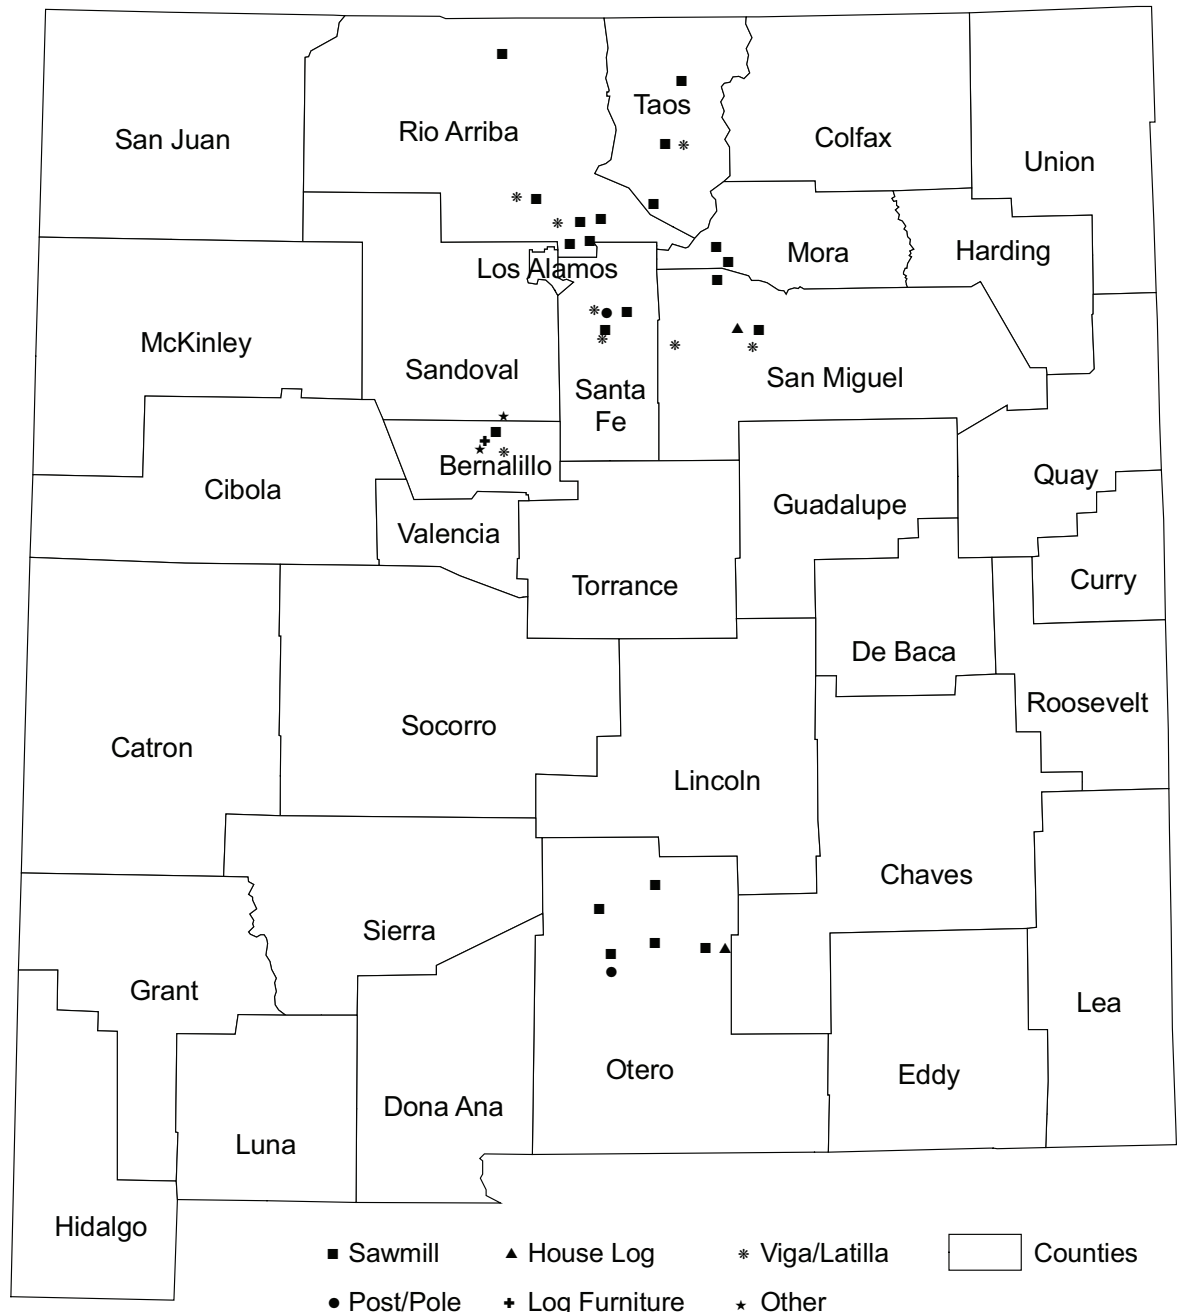 Taos
Rio Arriba
San Juan
Colfax
Union
Mora
Harding
Los Alamos
McKinley
Sandoval
San Miguel
Santa
Fe
Bernalillo
Quay
Cibola
Guadalupe
Valencia
Torrance
Curry
De Baca
Roosevelt
Socorro
Catron
Lincoln
Chaves
Sierra
Grant
Lea
Otero
Eddy
Dona Ana
Luna
Hidalgo
Sawmill House Log Viga/Latilla Counties
Post/Pole Log Furniture Other